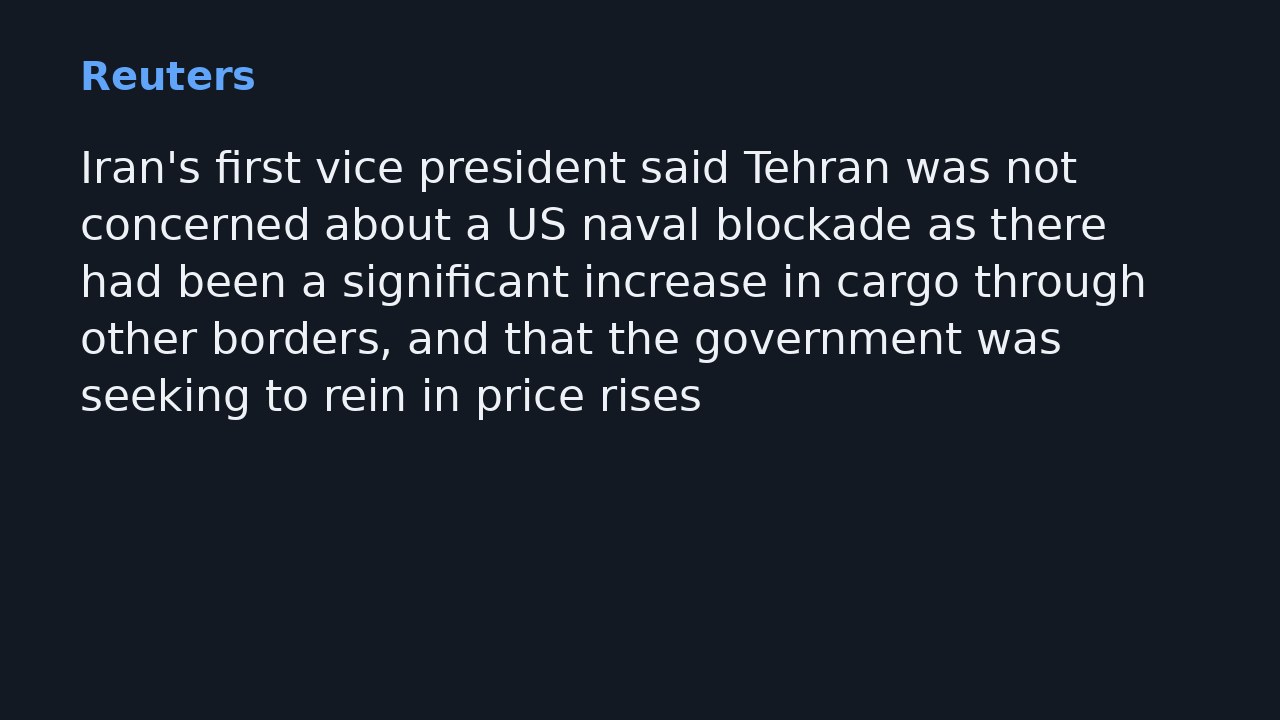 Reuters
Iran's first vice president said Tehran was not
concerned about a US naval blockade as there
had been a significant increase in cargo through
other borders, and that the government was
seeking to rein in price rises